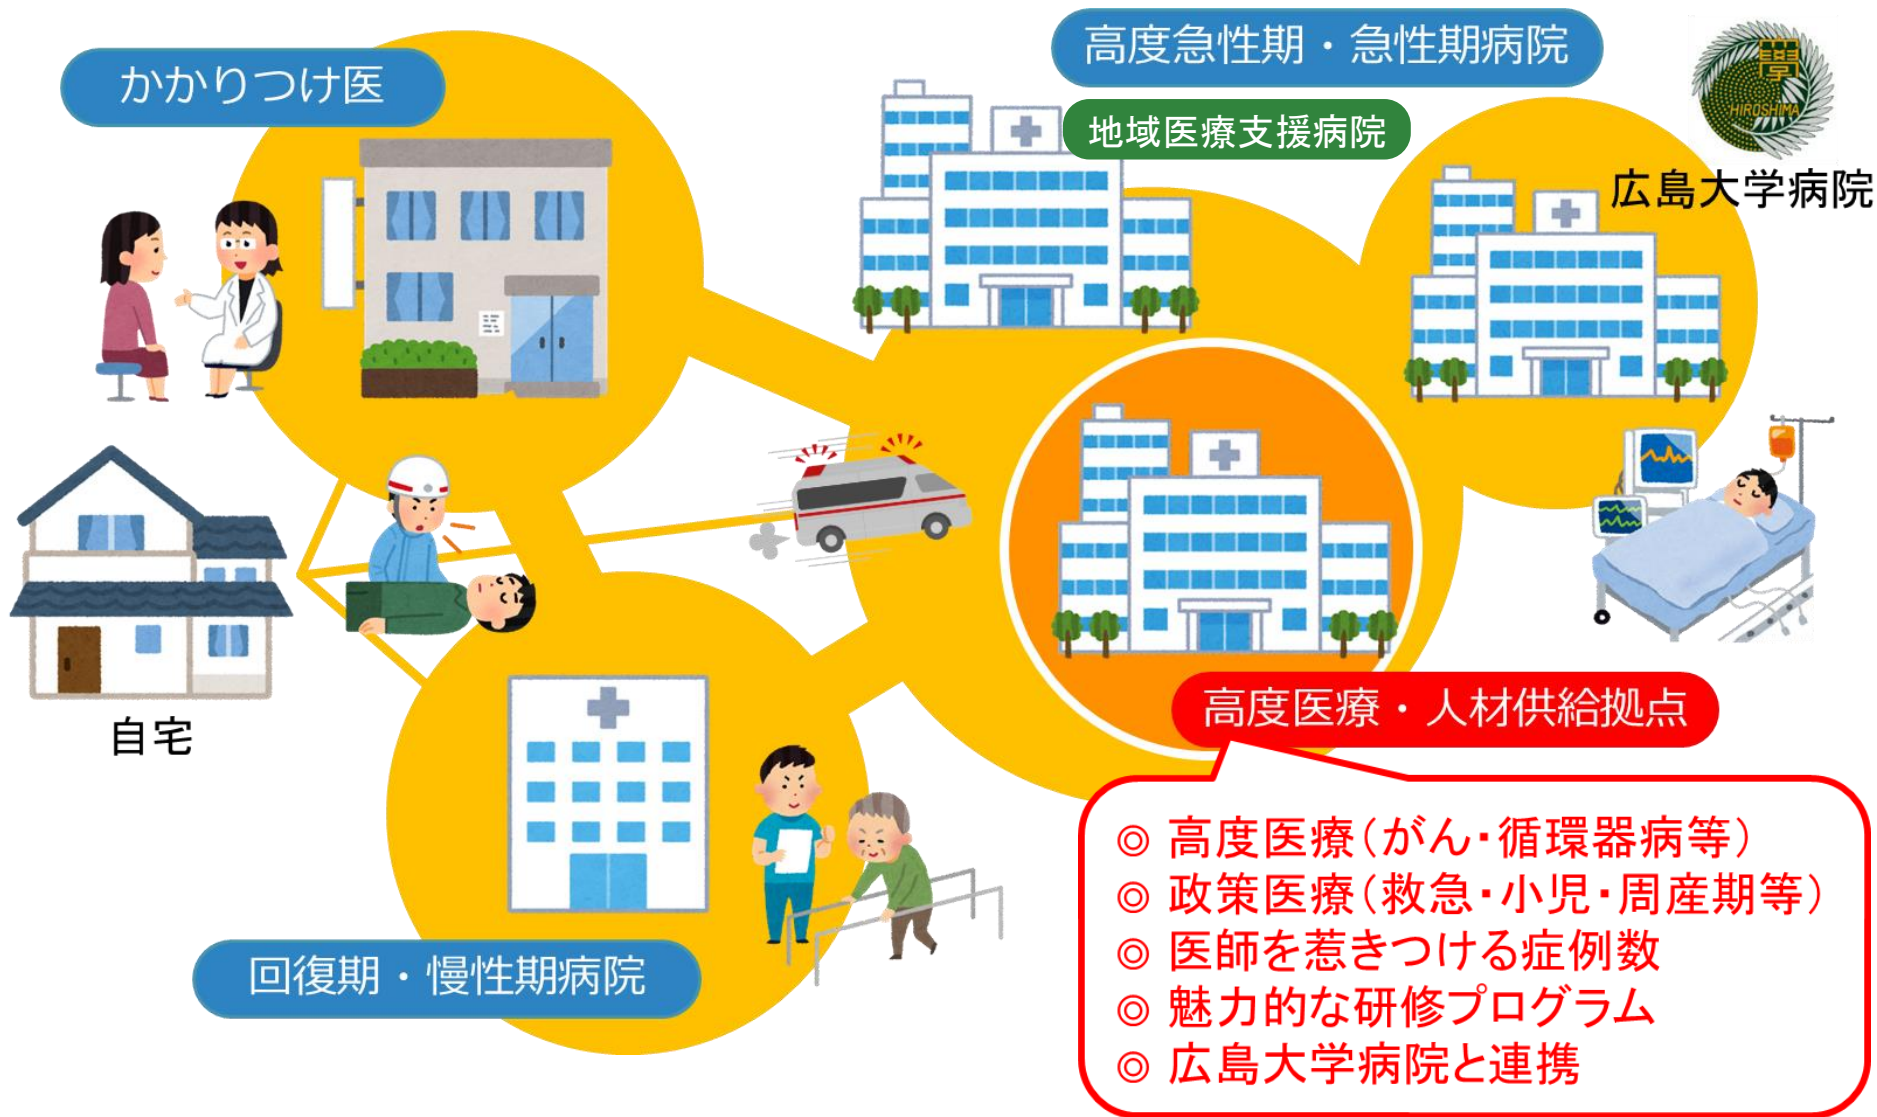 かかりつけ医
高度急性期・急性期病院
地域医療支援病院
HIROSHIMA
広島大学病院
自宅
高度医療・人材供給拠点
◎ 高度医療(がん・循環器病等)
◎ 政策医療(救急・小児・周産期等)
◎ 医師を惹きつける症例数
◎ 魅力的な研修プログラム
◎ 広島大学病院と連携
回復期・慢性期病院